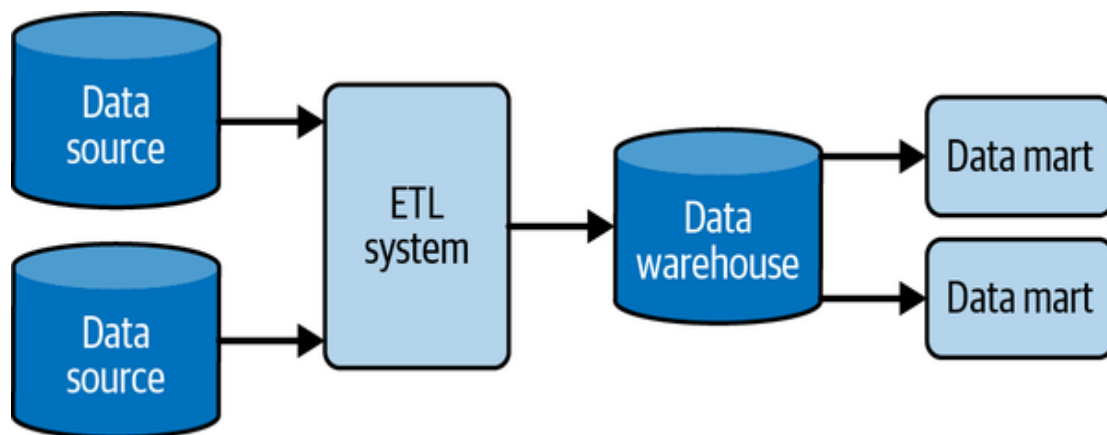 Data
source
Data
source
ETL
system
Data
warehouse
Data mart
Data mart